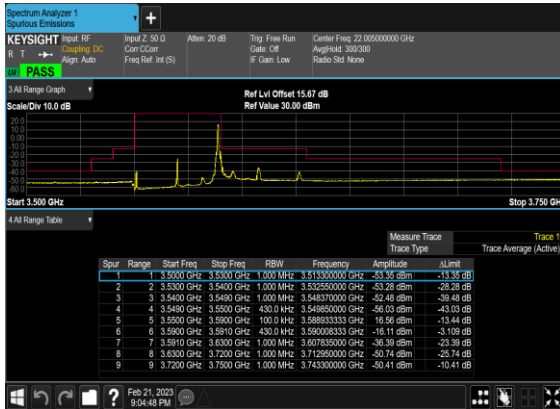 Spectrum Analyzer 1
Spurious Emissions
KEYSIGHT Input: RF Input Z: 50 Ω Atten: 20 dB Trig: Free Run Center Freq: 22.005000000 GHz
R T Coupling: DC Corr CCorr Gate: Off Avg|Hold: 300/300
Align: Auto Freq Ref: Int (S) IF Gain: Low Radio Std: None
PASS
3 All Range Graph
Ref Lvl Offset 15.67 dB
Scale/Div 10.0 dB Ref Value 30.00 dBm
20.0
10.0
0.00
-10.0
-20.0
-30.0
-40.0
-50.0
-60.0
Start 3.500 GHz Stop 3.750 GH
4 All Range Table
Measure Trace Trace 1
Trace Type Trace Average (Active)
Spur Range Start Freq Stop Freq RBW Frequency Amplitude ΔLimit
1 1 3.5000 GHz 3.5300 GHz 1.000 MHz 3.513300000 GHz -53.35 dBm -13.35 dB
2 2 3.5300 GHz 3.5400 GHz 1.000 MHz 3.532550000 GHz -53.28 dBm -28.28 dB
3 3 3.5400 GHz 3.5490 GHz 1.000 MHz 3.548370000 GHz -52.48 dBm -39.48 dB
4 4 3.5490 GHz 3.5500 GHz 430.0 kHz 3.549850000 GHz -56.03 dBm -43.03 dB
5 5 3.5500 GHz 3.5900 GHz 100.0 kHz 3.588933333 GHz 16.56 dBm -13.44 dB
6 6 3.5900 GHz 3.5910 GHz 430.0 kHz 3.590008333 GHz -16.11 dBm -3.109 dB
7 7 3.5910 GHz 3.6300 GHz 1.000 MHz 3.607835000 GHz -36.39 dBm -23.39 dB
8 8 3.6300 GHz 3.7200 GHz 1.000 MHz 3.712950000 GHz -50.74 dBm -25.74 dB
9 9 3.7200 GHz 3.7500 GHz 1.000 MHz 3.743300000 GHz -50.41 dBm -10.41 dB
Feb 21, 2023
9:04:48 PM